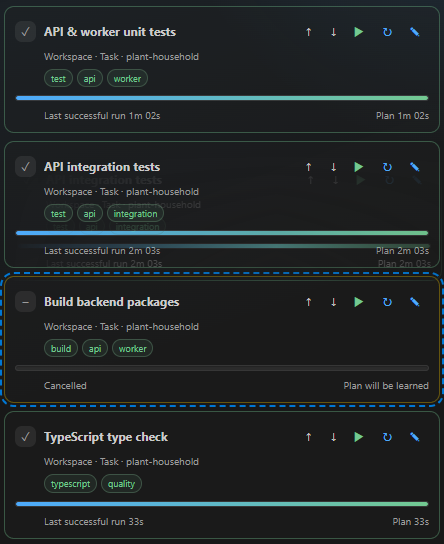 API & worker unit tests
Workspace · Task · plant-household
test api worker
Last successful run 1m 02s Plan 1m 02s
API integration tests
Workspace · Task · plant-household
test api integration
Last successful run 2m 03s Plan 2m 03s
Build backend packages
Workspace · Task · plant-household
build api worker
Cancelled Plan will be learned
TypeScript type check
Workspace · Task · plant-household
typescript quality
Last successful run 33s Plan 33s